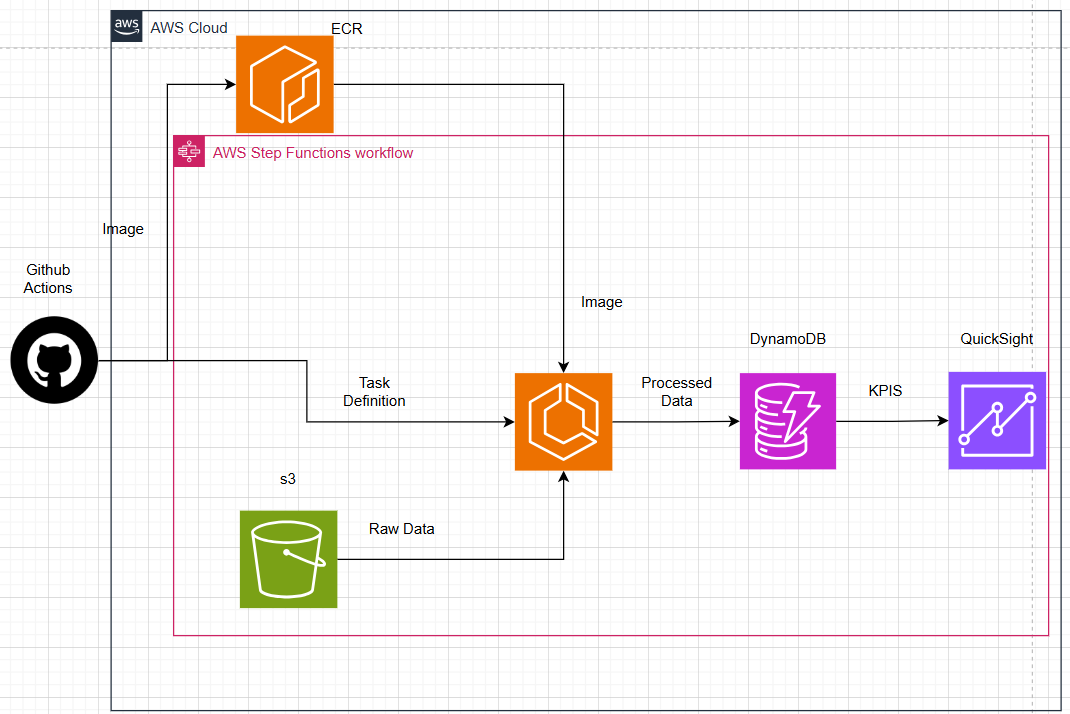 aws
AWS Cloud
ECR
AWS Step Functions workflow
Image
Github
Actions
Image
DynamoDB
QuickSight
Task
Definition
Processed
Data
KPIS
s3
Raw Data